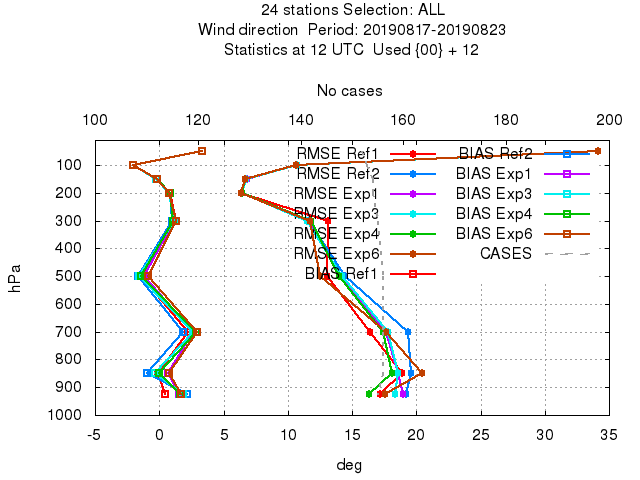 24 stations Selection: ALL
Wind direction  Period: 20190817-20190823
Statistics at 12 UTC  Used {00} + 12
No cases
100 120 140 160 180 200
RMSE Ref1 BIAS Ref2
100
RMSE Ref2 BIAS Exp1
200 RMSE Exp1 BIAS Exp3
RMSE Exp3 BIAS Exp4
300
RMSE Exp4 BIAS Exp6
400 RMSE Exp6 CASES
500 BIAS Ref1
600
700
800
900
1000
hPa
-5 0 5 10 15 20 25 30 35
deg